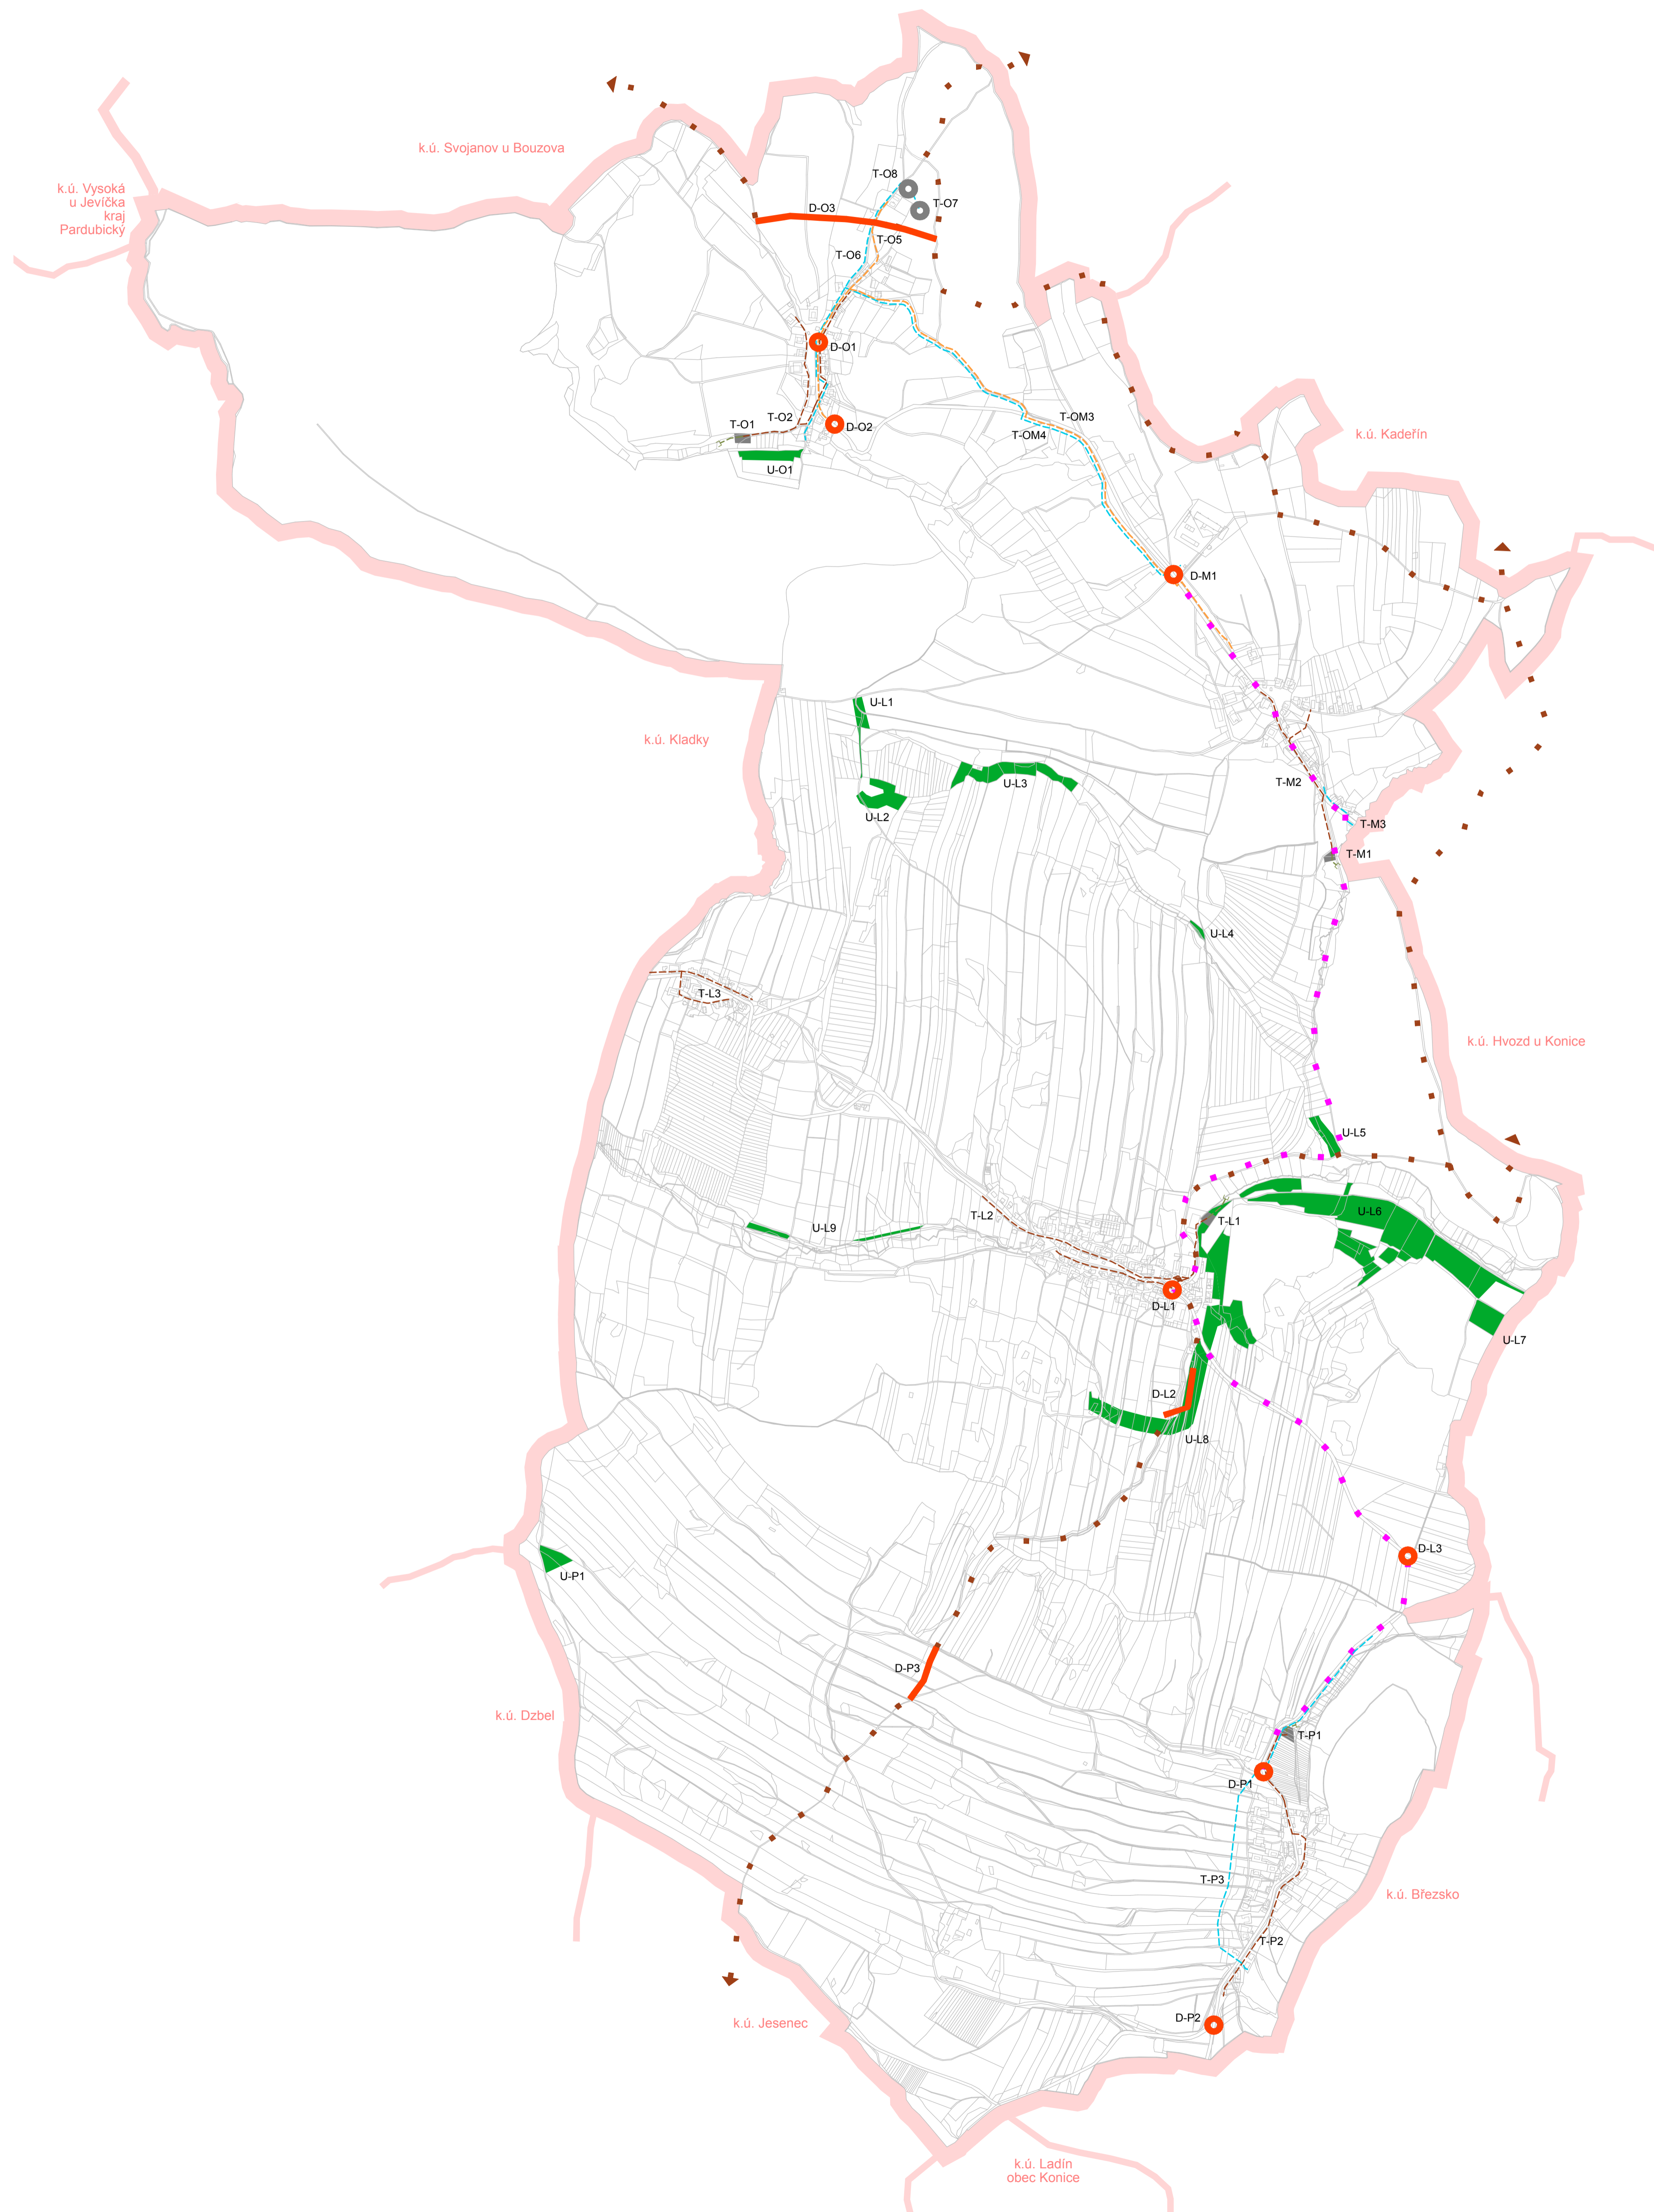 k.ú. Svojanov u Bouzova
k.ú. Vysoká
u Jevíčka
kraj
Pardubický
T-O8
T-O7
D-O3
T-O5
T-O6
D-O1
T-O2
T-O1
D-O2
U-O1
T-OM3
T-OM4
k.ú. Kadeřín
D-M1
U-L1
k.ú. Kladky
U-L3
U-L2
T-M2
T-M3
T-M1
U-L4
T-L3
k.ú. Hvozd u Konice
U-L5
U-L6
T-L2
T-L1
U-L9
D-L1
U-L7
D-L2
U-L8
D-L3
U-P1
D-P3
k.ú. Dzbel
T-P1
D-P1
T-P3
k.ú. Březsko
T-P2
D-P2
k.ú. Jesenec
k.ú. Ladín
obec Konice